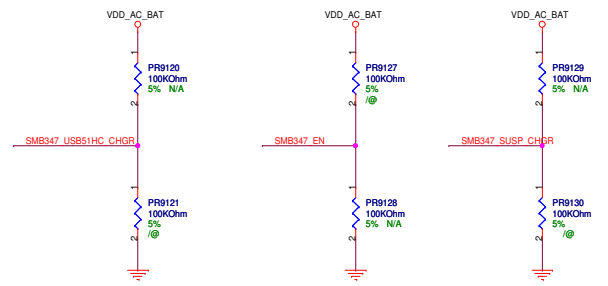 VDD_AC_BAT
VDD_AC_BAT
VDD_AC_BAT
1
PR9120
100KOhm
5% N/A
2
1
PR9127
100KOhm
5%
/@
2
1
PR9129
100KOhm
5% N/A
2
SMB347_USB51HC_CHGR
SMB347_EN
SMB347_SUSP_CHGR
1
PR9121
100KOhm
5%
/@
2
1
PR9128
100KOhm
5% N/A
2
1
PR9130
100KOhm
5%
/@
2